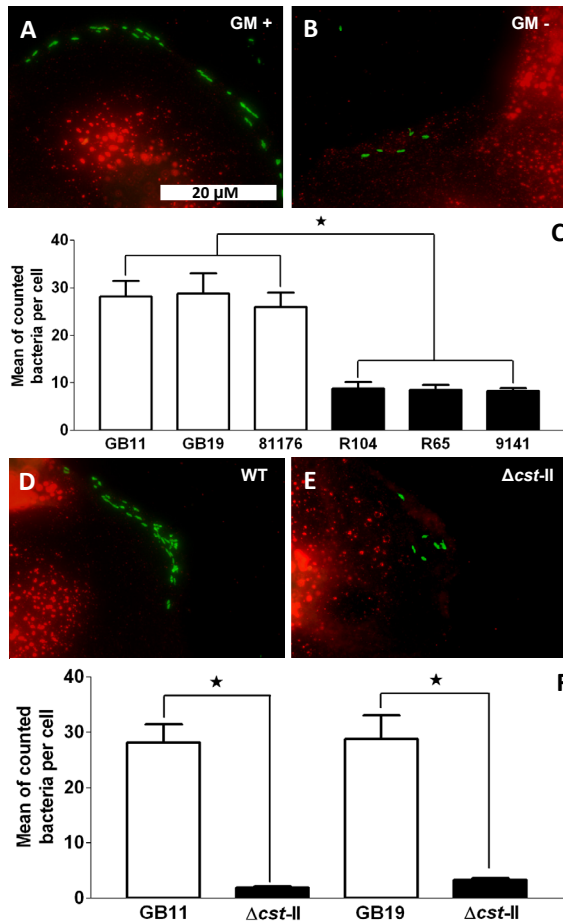 A
GM +
20 µM
B
GM -
C
Mean of counted
bacteria per cell
40
30
20
10
0
★
GB11 GB19 81176 R104 R65 9141
D
WT
E
Δcst-II
F
Mean of counted
bacteria per cell
40
30
20
10
0
★ ★
GB11 Δcst-II GB19 Δcst-II